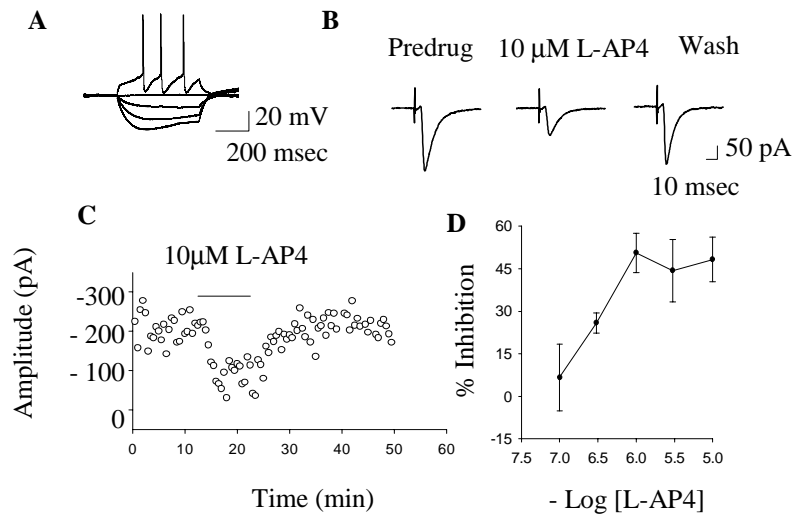 A
20 mV
200 msec
B
Predrug
10 μM L-AP4
Wash
50 pA
10 msec
C
10μM L-AP4
Amplitude (pA)
-300
- 200
- 100
0
0
10
20
30
40
50
60
Time (min)
D
% Inhibition
60
45
30
15
0
-15
7.5
7.0
6.5
6.0
5.5
5.0
- Log [L-AP4]